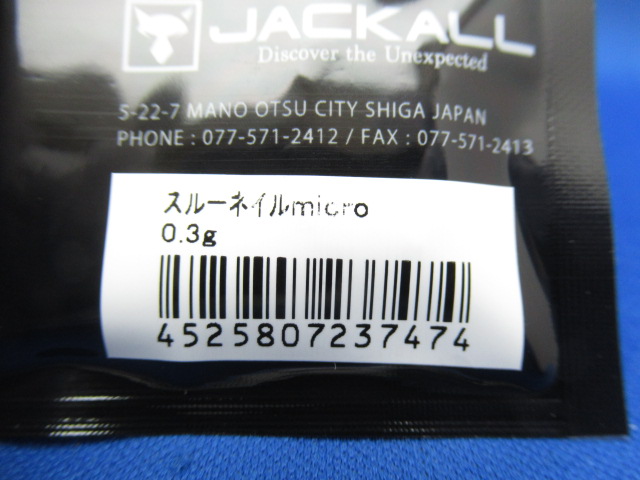 JACKALL
Discover the Unexpected
5-22-7 MANO OTSU CITY SHIGA JAPAN
PHONE : 077-571-2412 / FAX : 077-571-2413
スルーネイルmicro
0.3g
4525807237474